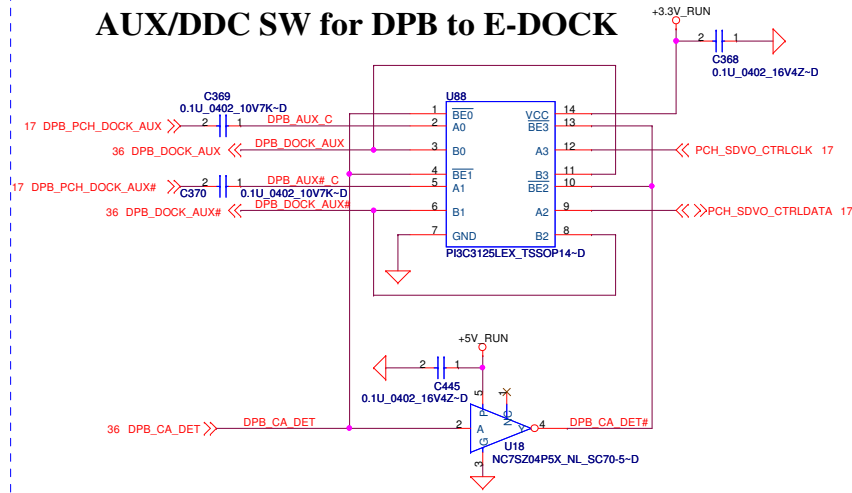 AUX/DDC SW for DPB to E-DOCK
+3.3V_RUN
2 1
C368
0.1U_0402_16V4Z~D
C369
0.1U_0402_10V7K~D
U88
17 DPB_PCH_DOCK_AUX 2 1 DPB_AUX_C
36 DPB_DOCK_AUX DPB_DOCK_AUX
17 DPB_PCH_DOCK_AUX# 2 1 DPB_AUX#_C
C370 0.1U_0402_10V7K~D
36 DPB_DOCK_AUX# DPB_DOCK_AUX#
1 BE0 VCC 14
2 A0 BE3 13
3 B0 A3 12 PCH_SDVO_CTRLCLK 17
4 BE1 B3 11
5 A1 BE2 10
6 B1 A2 9 PCH_SDVO_CTRLDATA 17
7 GND B2 8
PI3C3125LEX_TSSOP14~D
+5V_RUN
2 1
C445
0.1U_0402_16V4Z~D
5 P NC 1
36 DPB_CA_DET DPB_CA_DET 2 A Y 4 DPB_CA_DET#
G 3
U18
NC7SZ04P5X_NL_SC70-5~D